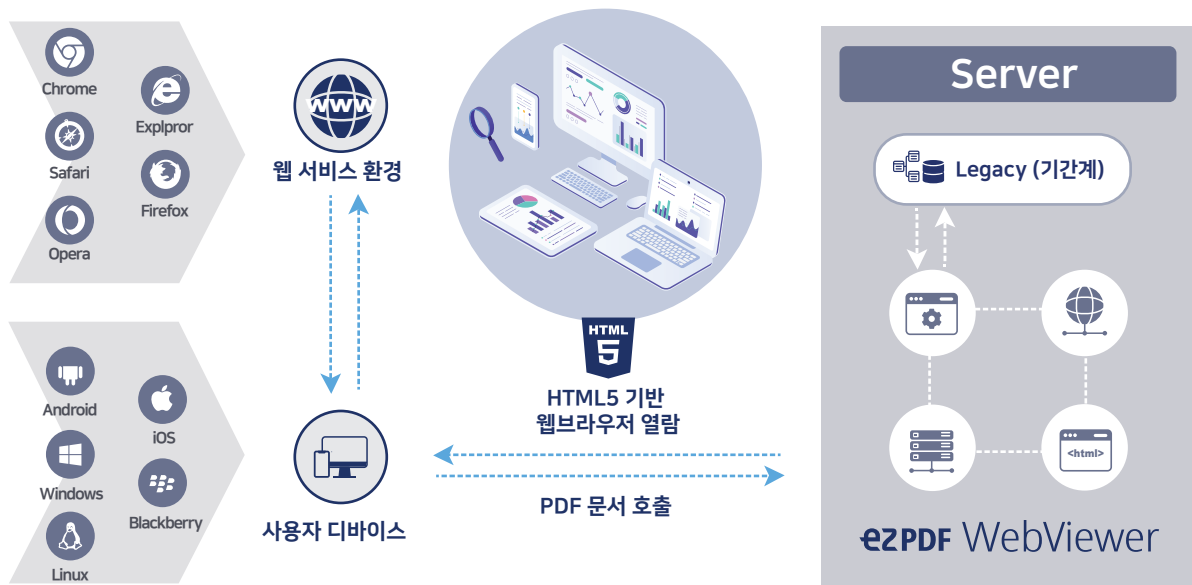 Chrome
Explpror
Safari
Firefox
Opera
WWW
웹 서비스 환경
Android
iOS
Windows
Blackberry
Linux
사용자 디바이스
HTML
5
HTML5 기반
웹브라우저 열람
PDF 문서 호출
Server
Legacy (기간계)
<html>
ezPDF WebViewer